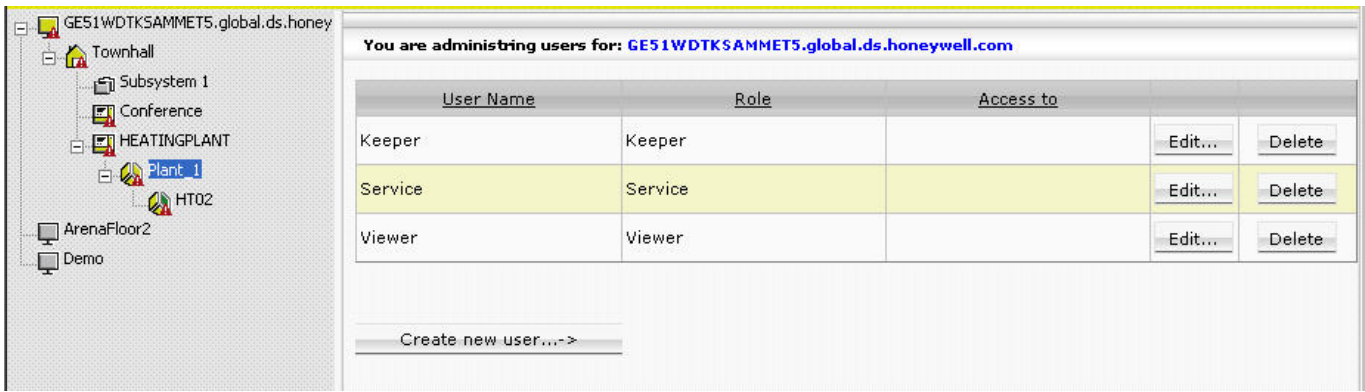 GE51WDTKSAMMET5.global.ds.honey
Townhall
Subsystem 1
Conference
HEATINGPLANT
Plant_1
HT02
ArenaFloor2
Demo
You are administring users for: GE51WDTKSAMMET5.global.ds.honeywell.com
User Name Role Access to
Keeper Keeper Edit... Delete
Service Service Edit... Delete
Viewer Viewer Edit... Delete
Create new user...->